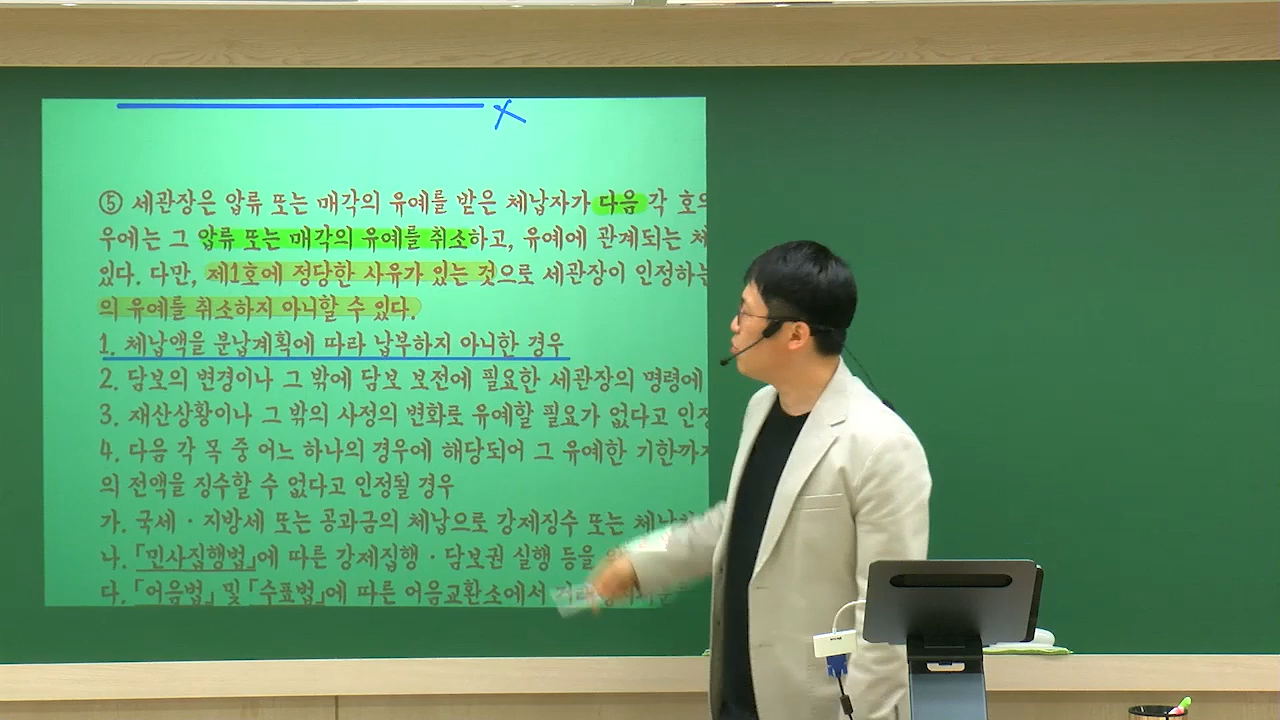 ⑤ 세관장은 압류 또는 매각의 유예를 받은 체납자가 다음 각 호의
우에는 그 압류 또는 매각의 유예를 취소하고, 유예에 관계되는 체
있다. 다만, 제1호에 정당한 사유가 있는 것으로 세관장이 인정하는
의 유예를 취소하지 아니할 수 있다.
1. 체납액을 분납계획에 따라 납부하지 아니한 경우
2. 담보의 변경이나 그 밖에 담보 보전에 필요한 세관장의 명령에
3. 재산상황이나 그 밖의 사정의 변화로 유예할 필요가 없다고 인정
4. 다음 각 목 중 어느 하나의 경우에 해당되어 그 유예한 기한까지
의 전액을 징수할 수 없다고 인정될 경우
가. 국세·지방세 또는 공과금의 체납으로 강제징수 또는
나. 「민사집행법」에 따른 강제집행·담보권 실행 등을
다. 「어음법」 및 「수표법」에 따른 어음교환소에서